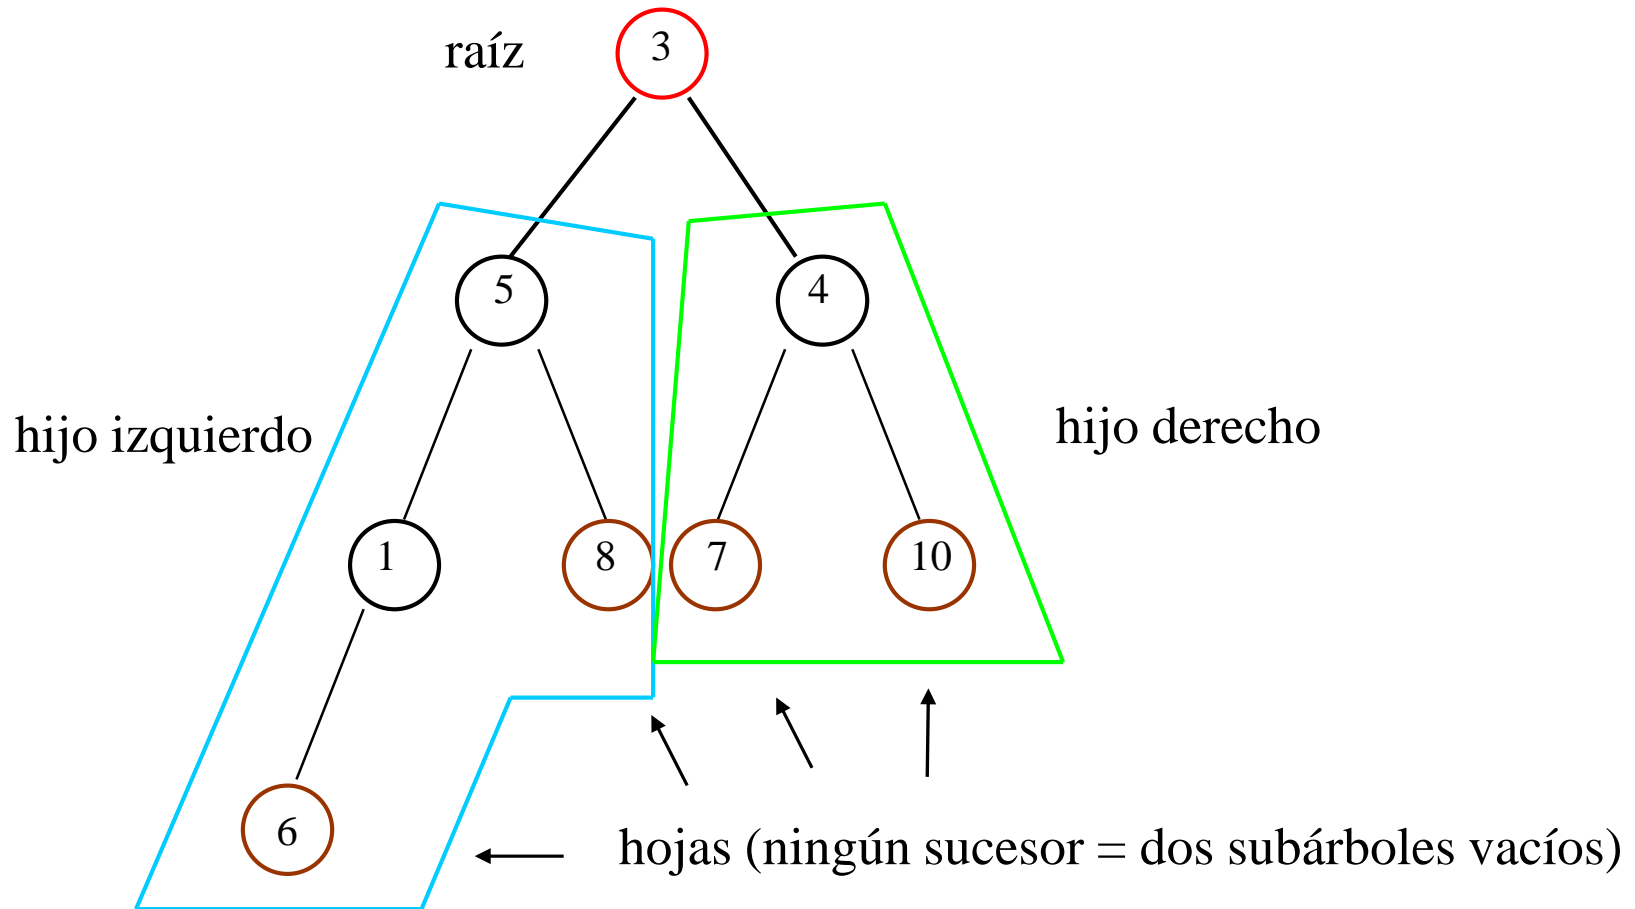 raíz
3
5
4
hijo izquierdo
hijo derecho
1
8
7
10
6
hojas (ningún sucesor = dos subárboles vacíos)